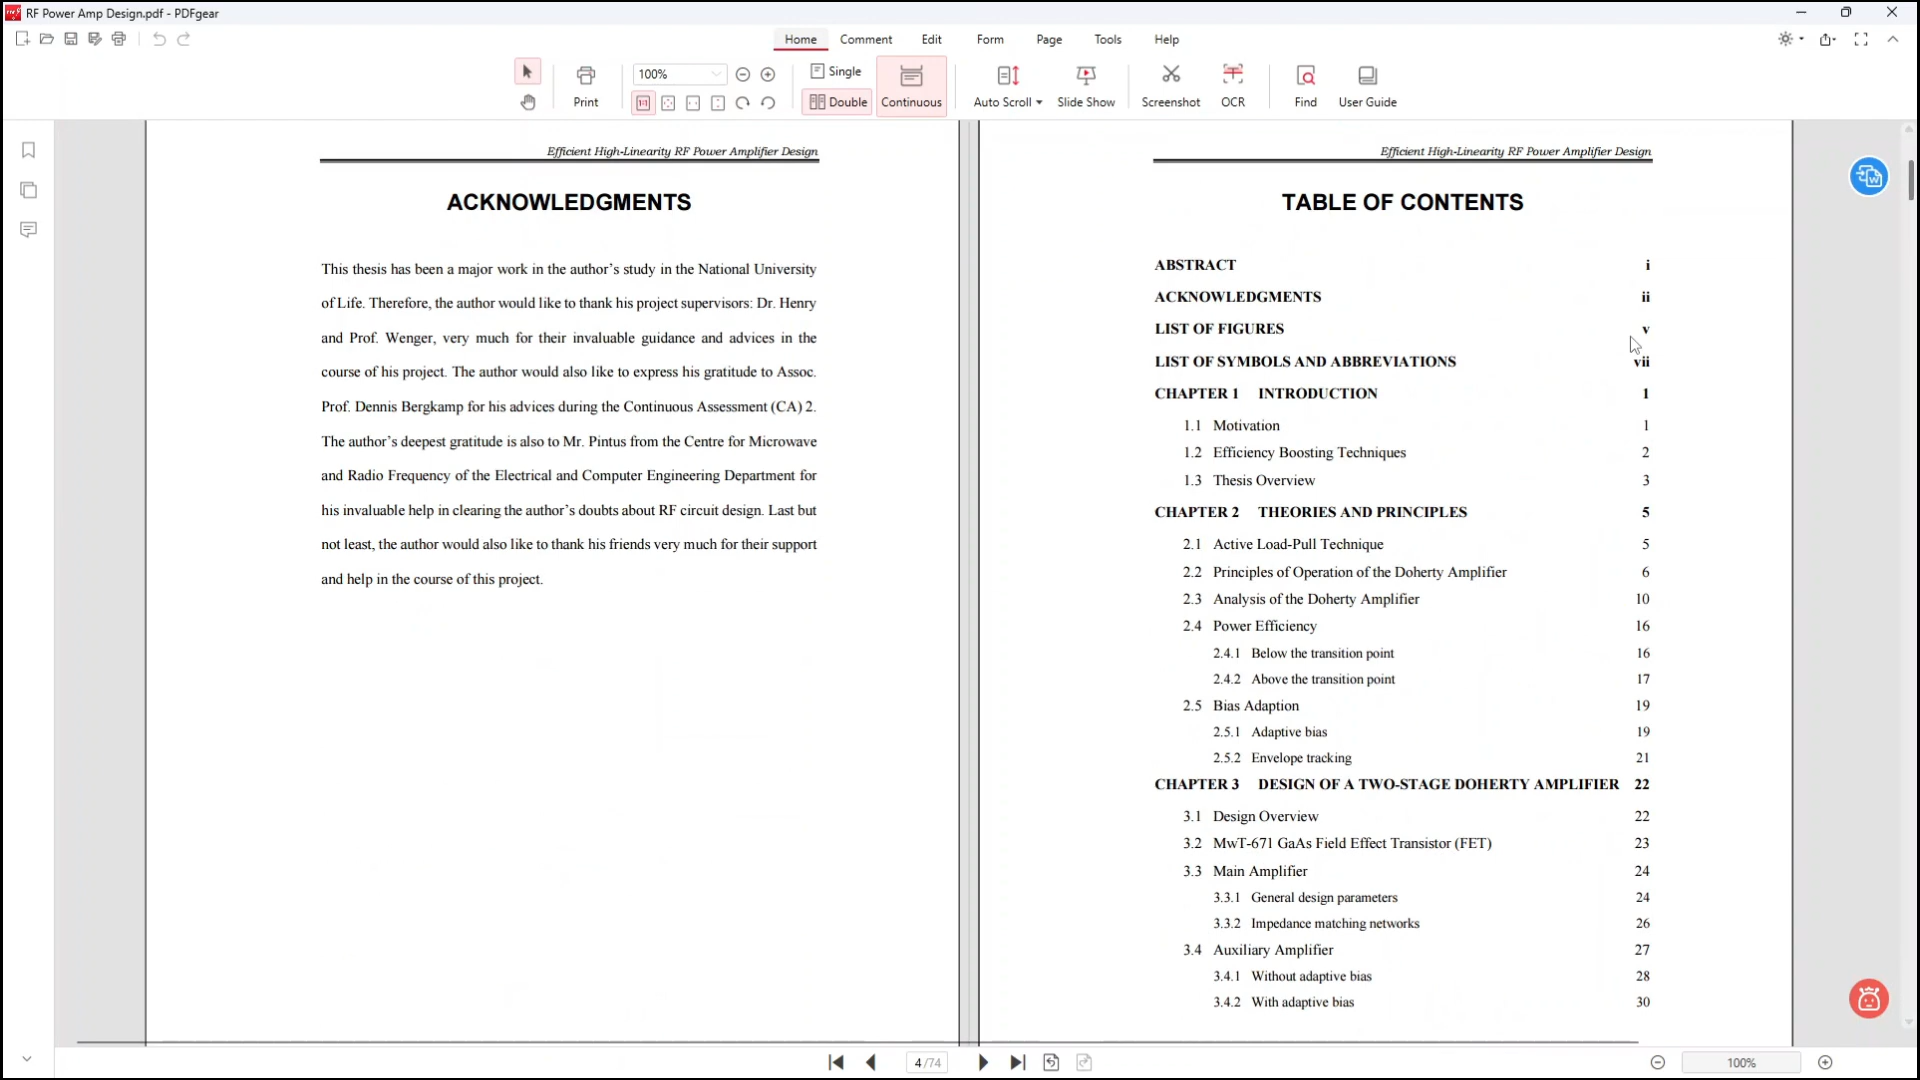 RF Power Amp Design.pdf - PDFgear
Home Comment Edit Form Page Tools Help
100%
Print
Single
Double
Continuous
Auto Scroll
Slide Show
Screenshot
OCR
Find
User Guide
Efficient High-Linearity RF Power Amplifier Design
ACKNOWLEDGMENTS
This thesis has been a major work in the author's study in the National University
of Life. Therefore, the author would like to thank his project supervisors: Dr. Henry
and Prof. Wenger, very much for their invaluable guidance and advices in the
course of his project. The author would also like to express his gratitude to Assoc.
Prof. Dennis Bergkamp for his advices during the Continuous Assessment (CA) 2.
The author's deepest gratitude is also to Mr. Pintus from the Centre for Microwave
and Radio Frequency of the Electrical and Computer Engineering Department for
his invaluable help in clearing the author's doubts about RF circuit design. Last but
not least, the author would also like to thank his friends very much for their support
and help in the course of this project.
Efficient High-Linearity RF Power Amplifier Design
TABLE OF CONTENTS
ABSTRACT i
ACKNOWLEDGMENTS ii
LIST OF FIGURES v
LIST OF SYMBOLS AND ABBREVIATIONS vii
CHAPTER 1 INTRODUCTION 1
1.1 Motivation 1
1.2 Efficiency Boosting Techniques 2
1.3 Thesis Overview 3
CHAPTER 2 THEORIES AND PRINCIPLES 5
2.1 Active Load-Pull Technique 5
2.2 Principles of Operation of the Doherty Amplifier 6
2.3 Analysis of the Doherty Amplifier 10
2.4 Power Efficiency 16
2.4.1 Below the transition point 16
2.4.2 Above the transition point 17
2.5 Bias Adaption 19
2.5.1 Adaptive bias 19
2.5.2 Envelope tracking 21
CHAPTER 3 DESIGN OF A TWO-STAGE DOHERTY AMPLIFIER 22
3.1 Design Overview 22
3.2 MwT-671 GaAs Field Effect Transistor (FET) 23
3.3 Main Amplifier 24
3.3.1 General design parameters 24
3.3.2 Impedance matching networks 26
3.4 Auxiliary Amplifier 27
3.4.1 Without adaptive bias 28
3.4.2 With adaptive bias 30
4 /74
100%